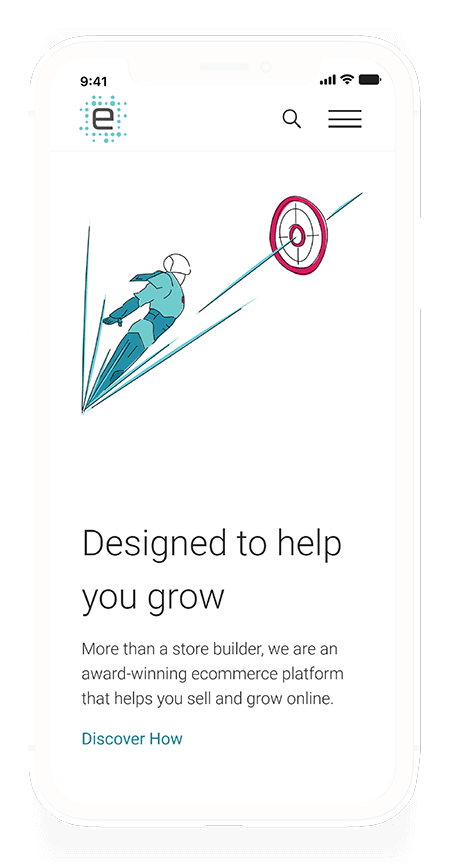 9:41
e
Designed to help
you grow
More than a store builder, we are an
award-winning ecommerce platform
that helps you sell and grow online.
Discover How